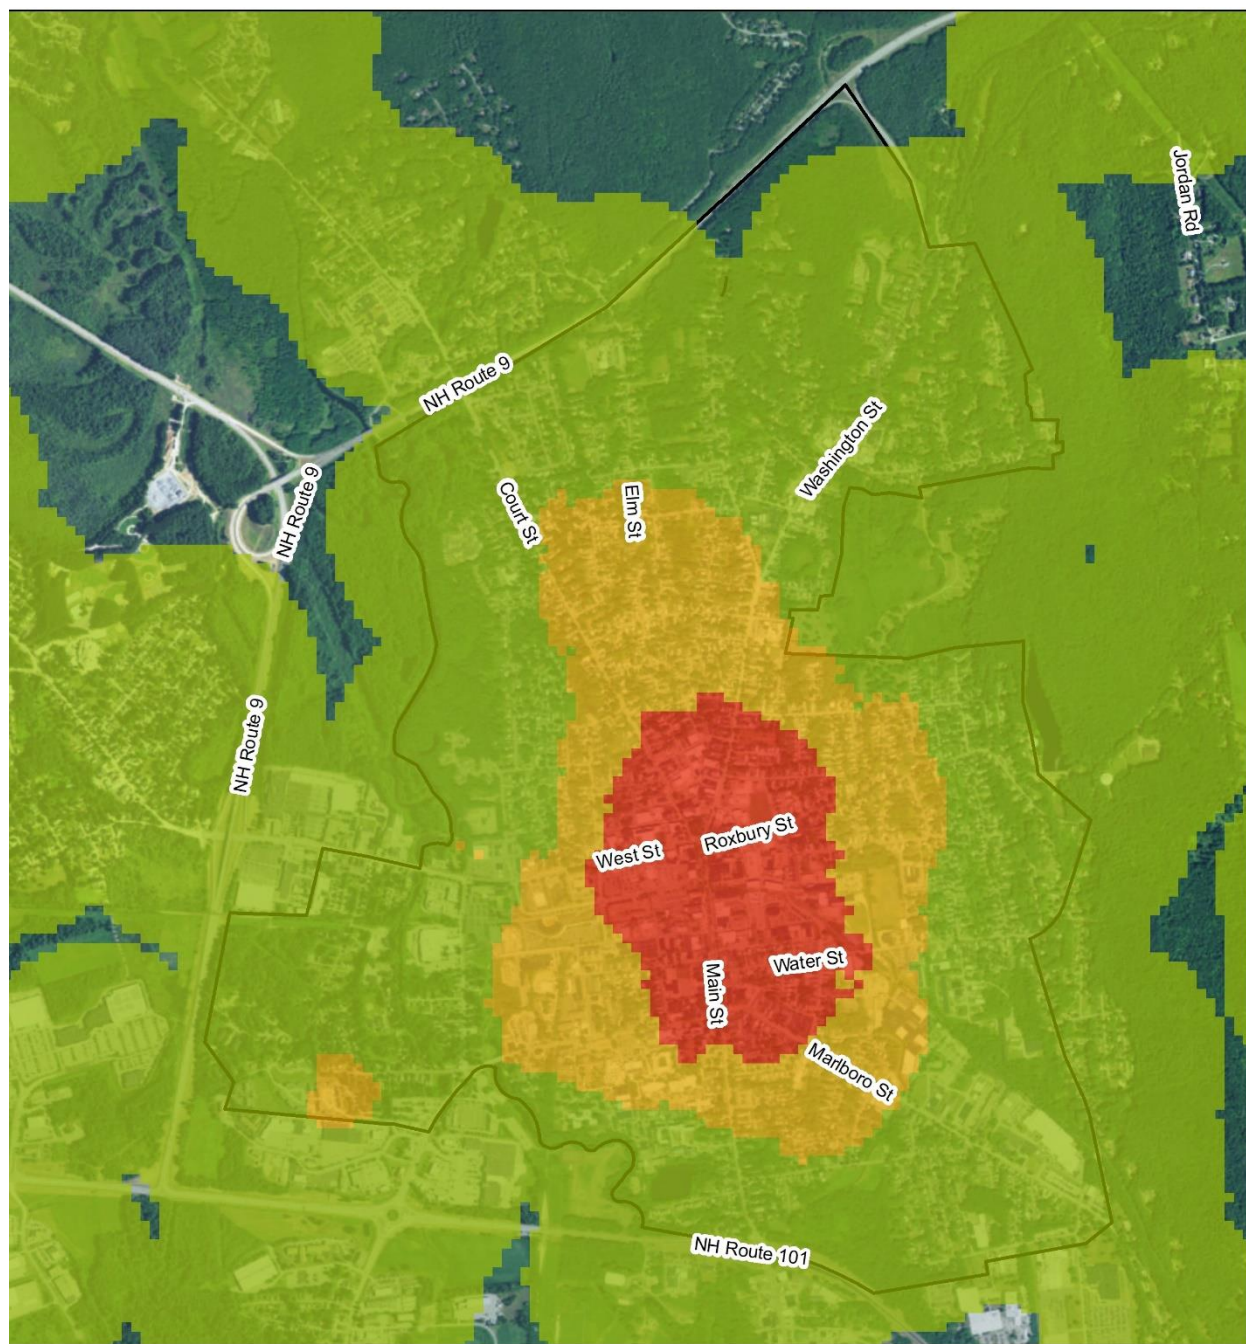 Jordan Rd
NH Route 9
Washington St
Court St
Elm St
NH Route 9
NH Route 9
Roxbury St
West St
Water St
Main St
Marlboro St
NH Route 101